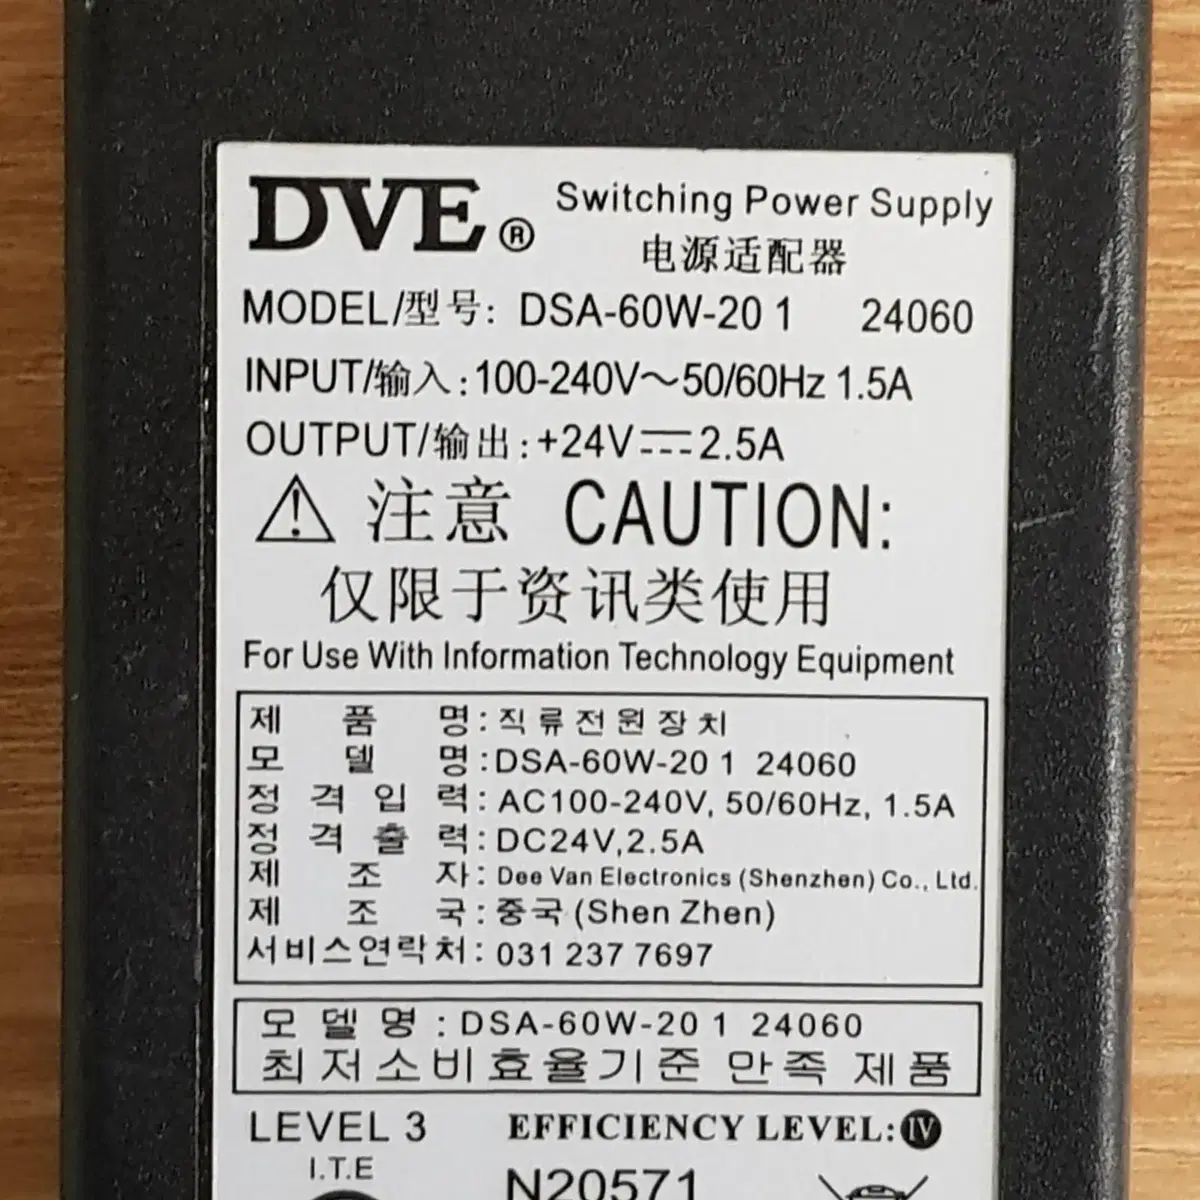 DVE® Switching Power Supply
电源适配器
MODEL/型号: DSA-60W-20 1 24060
INPUT/输入:100-240V～50/60Hz 1.5A
OUTPUT/输出:+24V⎓2.5A
注意 CAUTION:
仅限于资讯类使用
For Use With Information Technology Equipment
제 품 명:직류전원장치
모 델 명:DSA-60W-20 1 24060
정 격 입 력:AC100-240V, 50/60Hz, 1.5A
정 격 출 력:DC24V,2.5A
제 조 자:Dee Van Electronics (Shenzhen) Co., Ltd.
제 조 국:중국 (Shen Zhen)
서비스연락처:031 237 7697
모 델 명:DSA-60W-20 1 24060
최저소비효율기준 만족 제품
LEVEL 3 EFFICIENCY LEVEL:IV
I.T.E
N20571